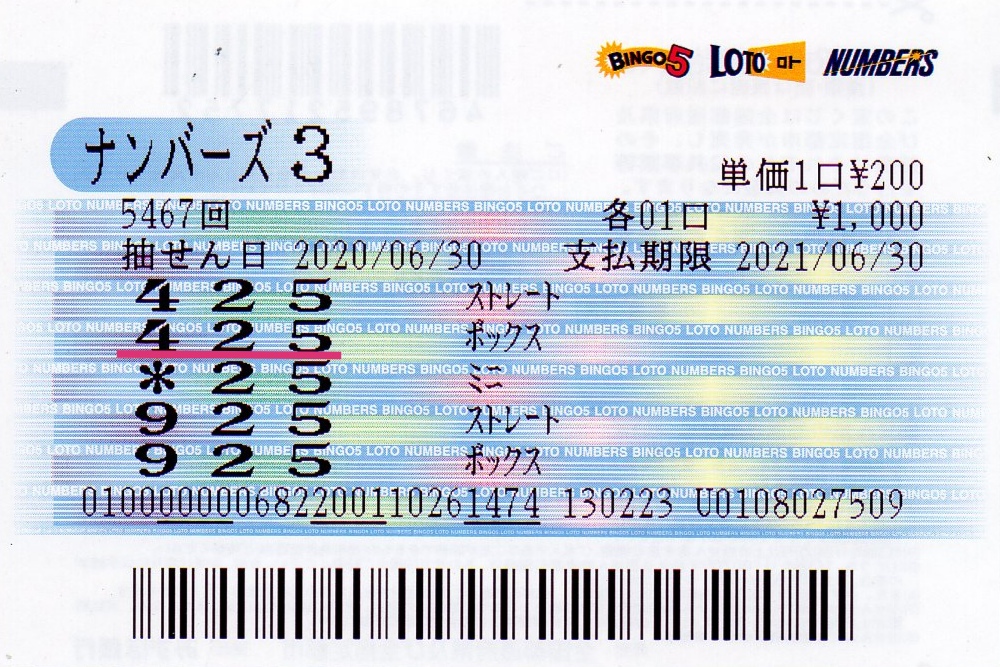 BINGO5 LOTO ロト NUMBERS
ナンバーズ3
単価1口¥200
5467回 各01口 ¥1,000
抽せん日 2020/06/30 支払期限 2021/06/30
4 2 5 ストレート
4 2 5 ボックス
* 2 5 ミニ
9 2 5 ストレート
9 2 5 ボックス
010000000682200110261474 130223 U0108027509